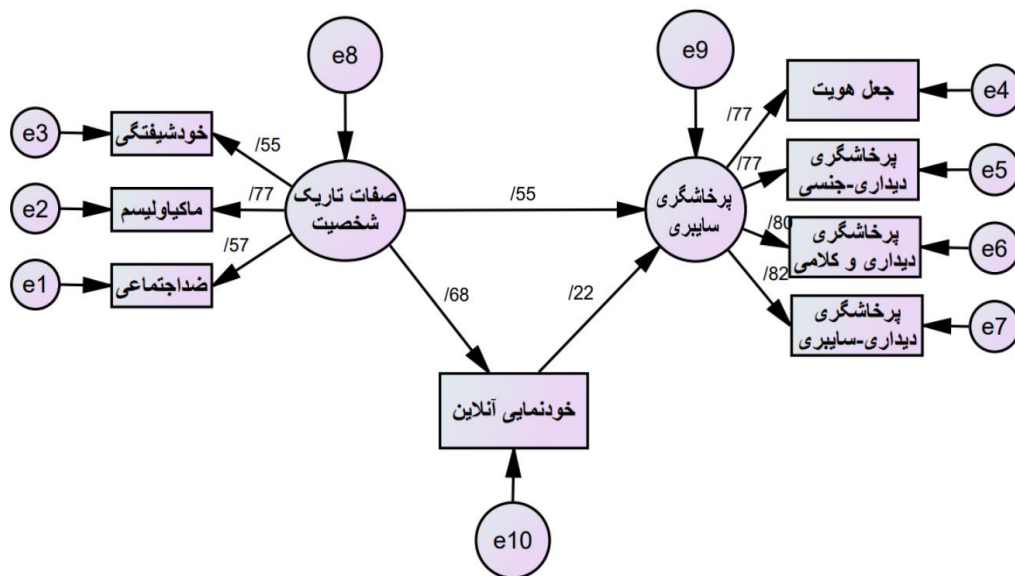 e8
e9
e3
خودشیفتگی
/55
e2
ماکیاولیسم
/77
e1
ضداجتماعی
/57
صفات تاریک
شخصیت
/55
/68
/22
خودنمایی آنلاین
e10
پرخاشگری
سایبری
/77
جعل هویت
e4
/77
پرخاشگری
دیداری-جنسی
e5
/80
پرخاشگری
دیداری و کلامی
e6
/82
پرخاشگری
دیداری-سایبری
e7